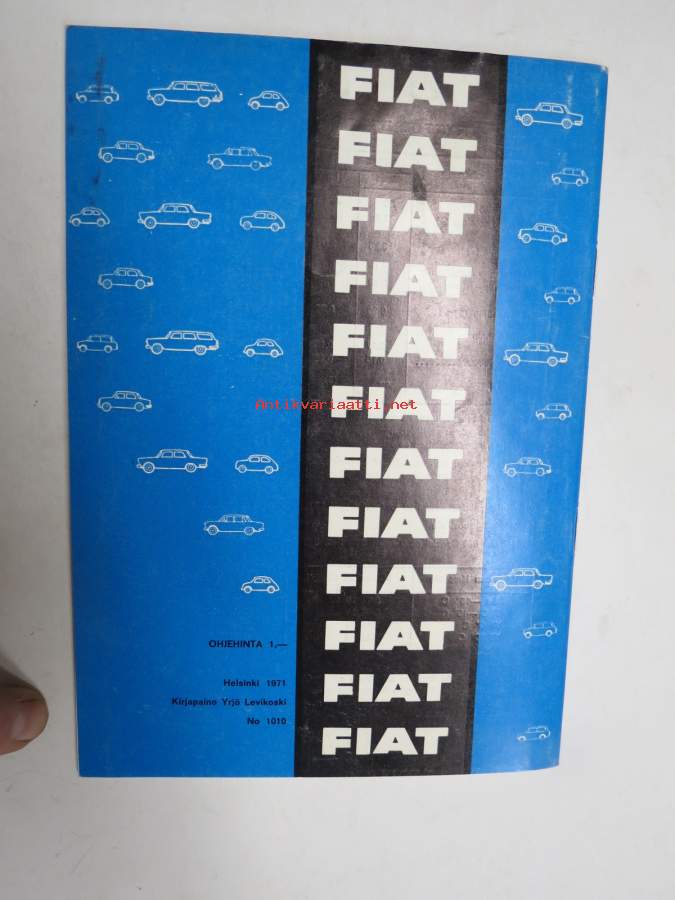 FIAT
FIAT
FIAT
FIAT
FIAT
FIAT
Antikvariaatti.net
FIAT
FIAT
FIAT
FIAT
FIAT
FIAT
OHJEHINTA 1,—
Helsinki 1971
Kirjapaino Yrjö Levikoski
No 1010